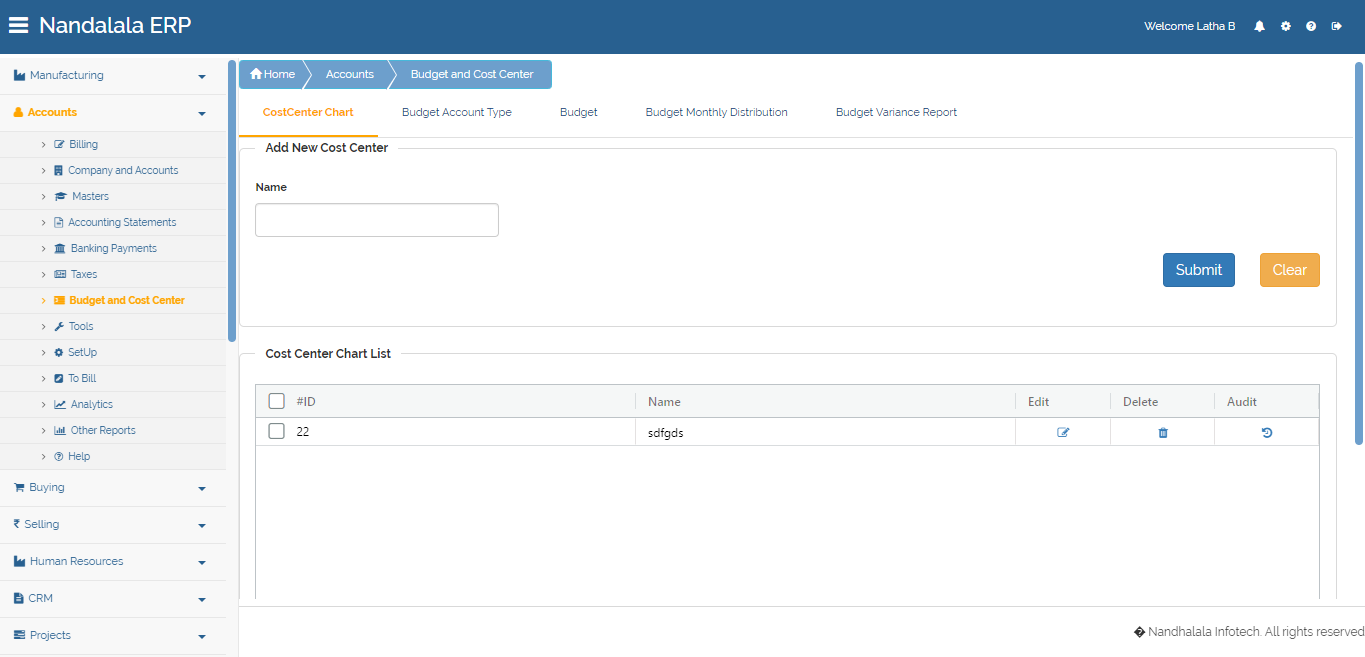 Nandalala ERP
Welcome Latha B
Manufacturing
Accounts
Billing
Company and Accounts
Masters
Accounting Statements
Banking Payments
Taxes
Budget and Cost Center
Tools
SetUp
To Bill
Analytics
Other Reports
Help
Buying
Selling
Human Resources
CRM
Projects
Home Accounts Budget and Cost Center
CostCenter Chart Budget Account Type Budget Budget Monthly Distribution Budget Variance Report
Add New Cost Center
Name
Submit Clear
Cost Center Chart List
#ID Name Edit Delete Audit
22 sdfgds
� Nandhalala Infotech. All rights reserved